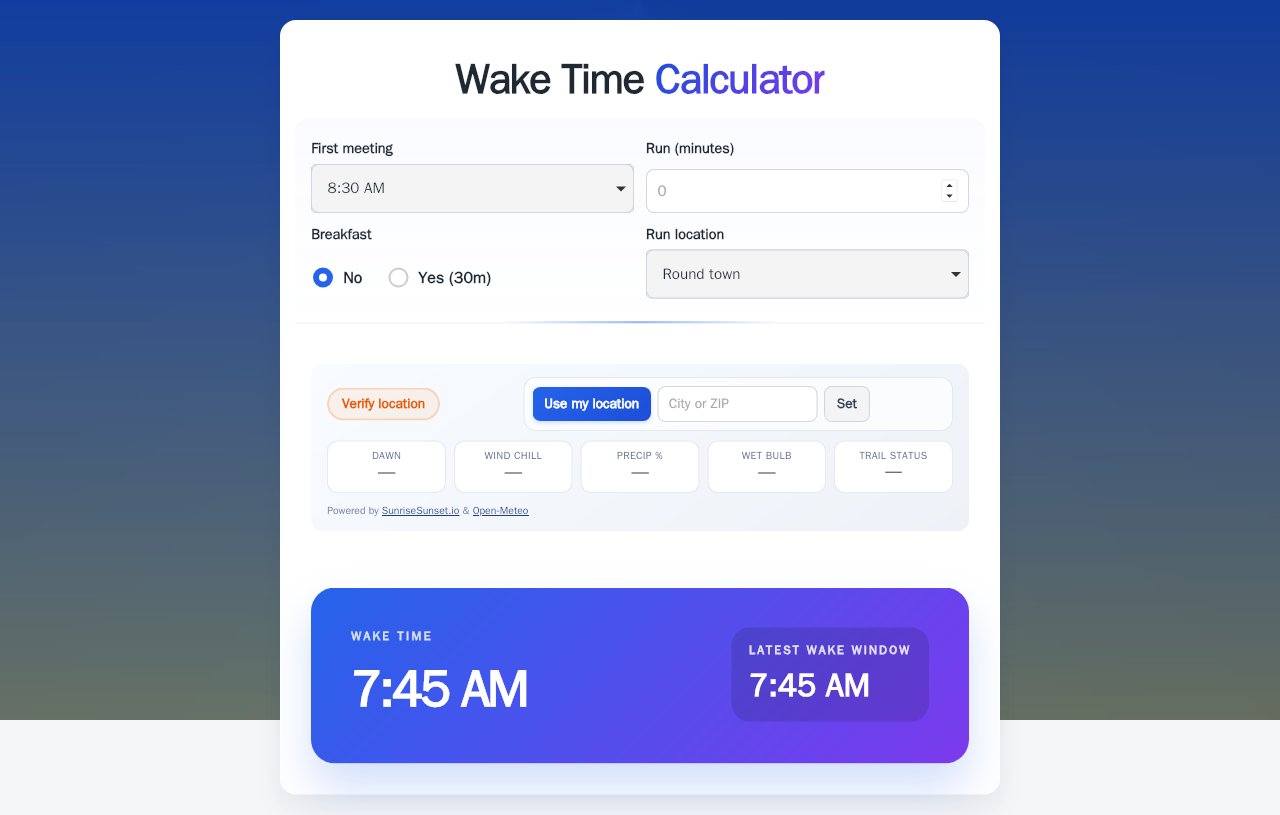 Wake Time Calculator
First meeting
8:30 AM
Run (minutes)
0
Breakfast
No
Yes (30m)
Run location
Round town
Verify location
Use my location
City or ZIP
Set
DAWN
—
WIND CHILL
—
PRECIP %
—
WET BULB
—
TRAIL STATUS
—
Powered by SunriseSunset.io & Open-Meteo
WAKE TIME
7:45 AM
LATEST WAKE WINDOW
7:45 AM